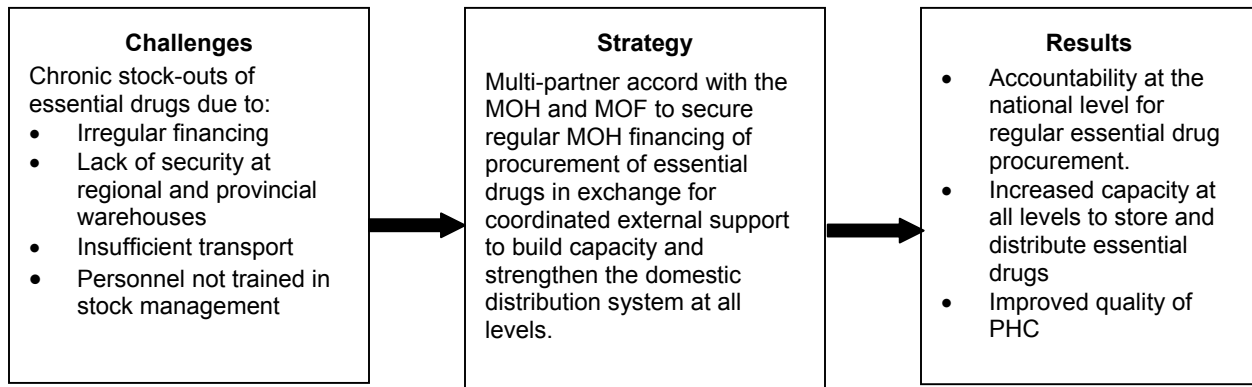 Challenges
Chronic stock-outs of
essential drugs due to:
• Irregular financing
• Lack of security at
regional and provincial
warehouses
• Insufficient transport
• Personnel not trained in
stock management
Strategy
Multi-partner accord with the
MOH and MOF to secure
regular MOH financing of
procurement of essential
drugs in exchange for
coordinated external support
to build capacity and
strengthen the domestic
distribution system at all
levels.
Results
• Accountability at the
national level for
regular essential drug
procurement.
• Increased capacity at
all levels to store and
distribute essential
drugs
• Improved quality of
PHC